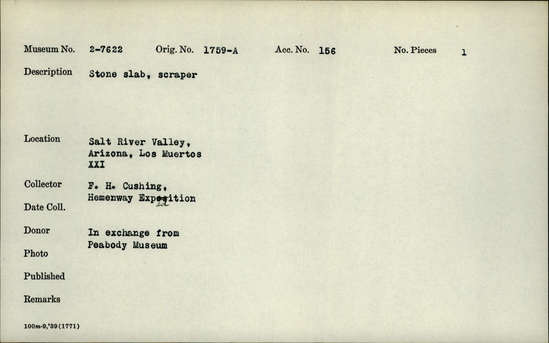 Museum No. 2-7622 Orig. No. 1759-A Acc. No. 156 No. Pieces 1
Description Stone slab, scraper
Location Salt River Valley,
Arizona, Los Muertos
XXI
Collector F. H. Cushing,
Hemenway Expedition
Date Coll.
Donor In exchange from
Peabody Museum
Photo
Published
Remarks
100m-9,'39(1771)